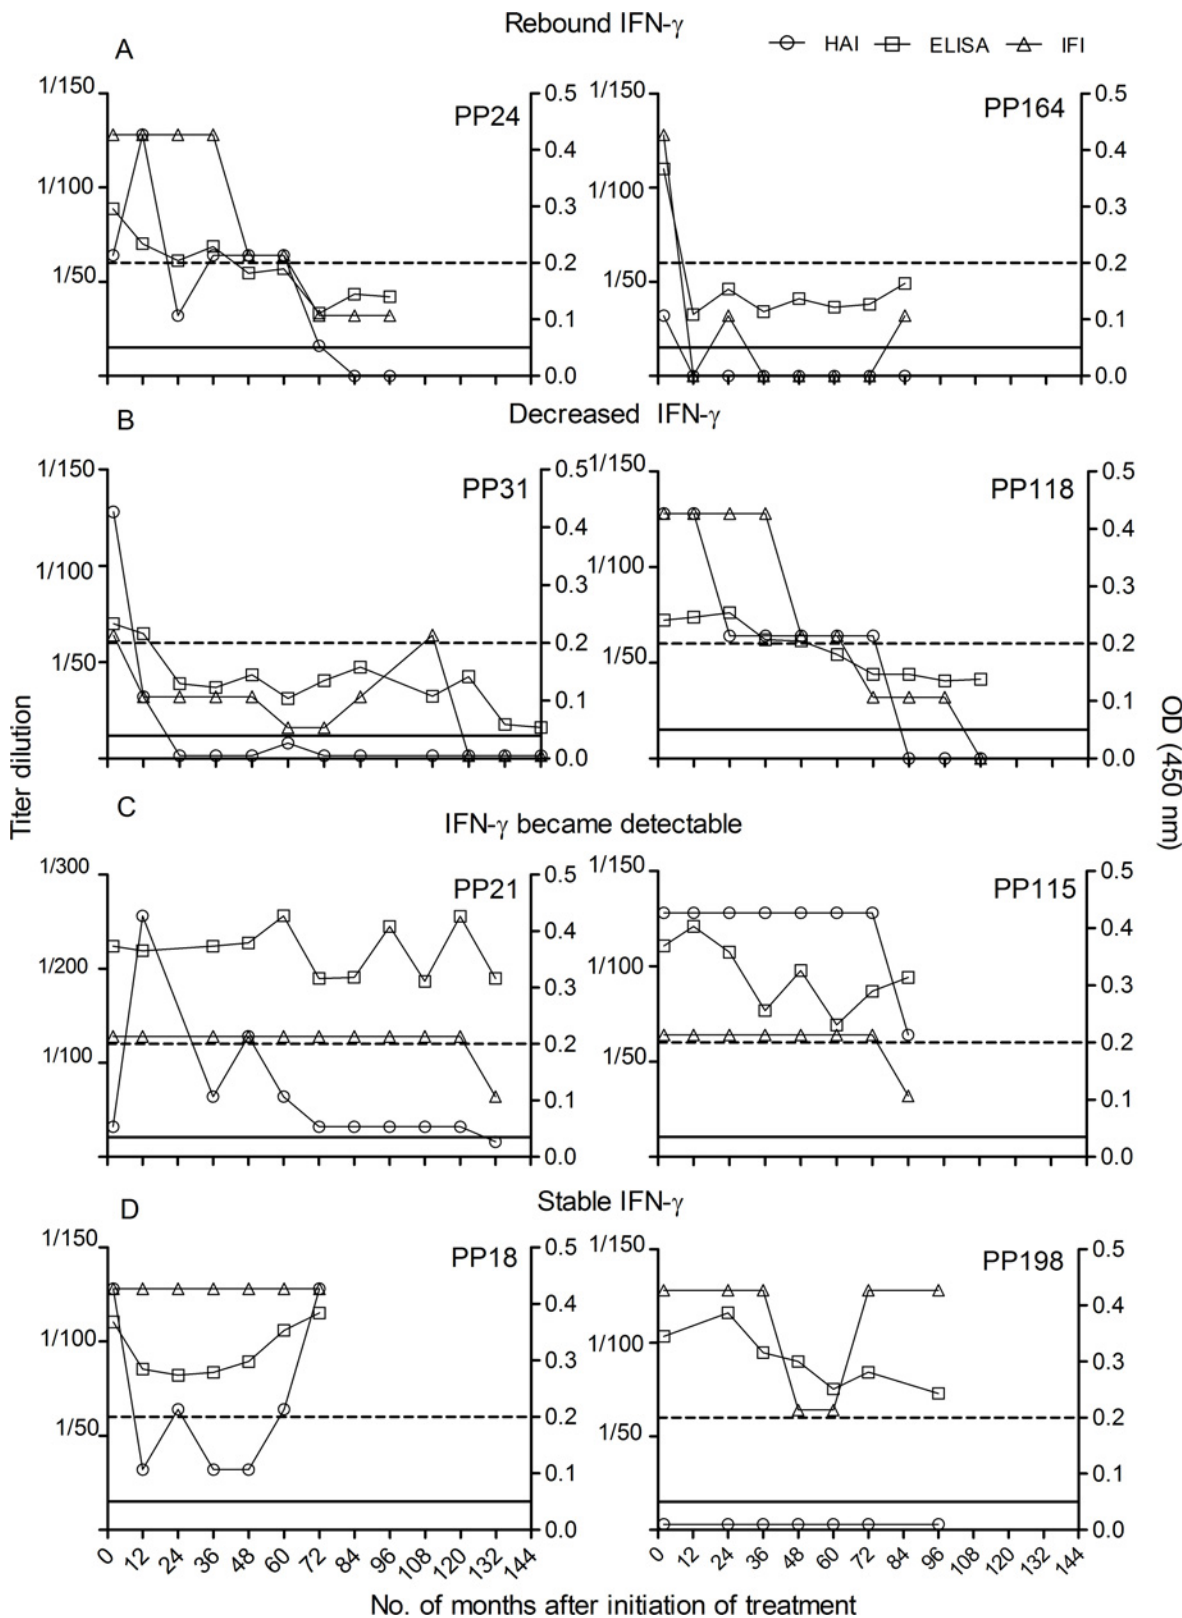 Rebound IFN-γ
A
HAI ELISA IFI
1/150 0.5 1/150 0.5
PP24 PP164
0.4 0.4
1/100 1/100
0.3 0.3
0.2 0.2
1/50 1/50
0.1 0.1
0.0 0.0
B Decreased IFN-γ
1/150 0.5 1/150 0.5
PP31 PP118
0.4 0.4
1/100 1/100
0.3 0.3
0.2 0.2
1/50 1/50
0.1 0.1
0.0 0.0
Titer dilution
OD (450 nm)
C
IFN-γ became detectable
1/300 0.5 1/150 0.5
PP21 PP115
0.4 0.4
1/200 1/100
0.3 0.3
0.2 0.2
1/100 1/50
0.1 0.1
0.0 0.0
D Stable IFN-γ
1/150 0.5 1/150 0.5
PP18 PP198
0.4 0.4
1/100 1/100
0.3 0.3
0.2 0.2
1/50 1/50
0.1 0.1
0.0 0.0
0 12 24 36 48 60 72 84 96 108 120 132 144 0 12 24 36 48 60 72 84 96 108 120 132 144
No. of months after initiation of treatment